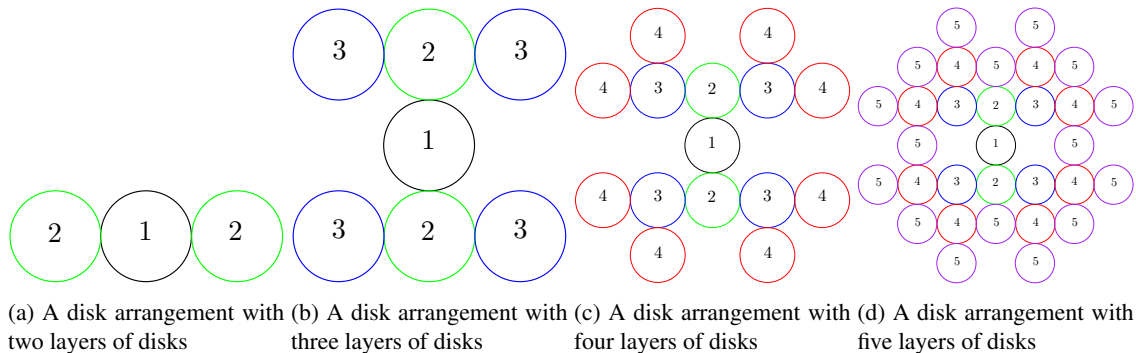 2 1 2
(a) A disk arrangement with
two layers of disks
3 2 3
1
3 2 3
(b) A disk arrangement with
three layers of disks
4 4
4 3 2 3 4
1
4 3 2 3 4
4 4
(c) A disk arrangement with
four layers of disks
5 5
5 4 5 4 5
5 4 3 2 3 4 5
5 1 5
5 4 3 2 3 4 5
5 4 5 4 5
5 5
(d) A disk arrangement with
five layers of disks